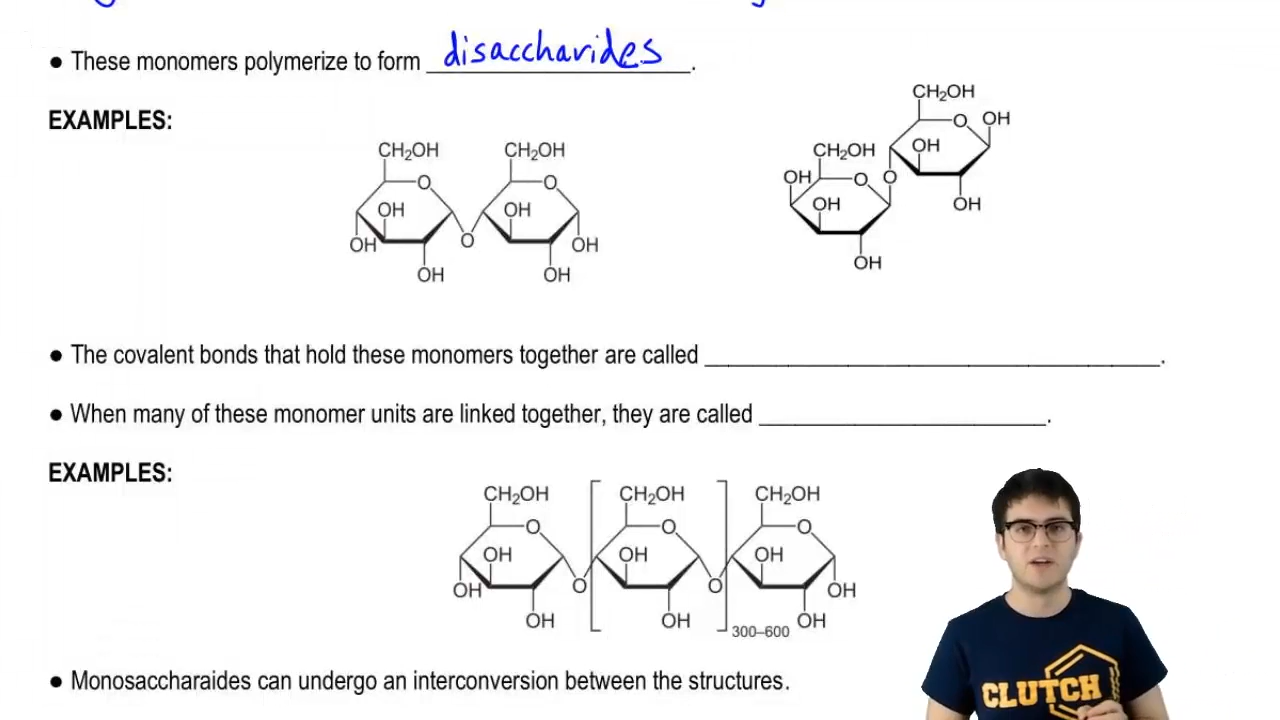 ● These monomers polymerize to form disaccharides.
EXAMPLES:
CH₂OH CH₂OH
O O
OH OH
OH O OH
OH OH
CH₂OH
O OH
CH₂OH OH
OH O O
OH OH
OH
● The covalent bonds that hold these monomers together are called ____________________.
● When many of these monomer units are linked together, they are called ____________________.
EXAMPLES:
CH₂OH CH₂OH CH₂OH
O O O
OH OH OH
OH O O OH
OH OH OH
300–600
● Monosaccharaides can undergo an interconversion between the structures.
CLUTCH